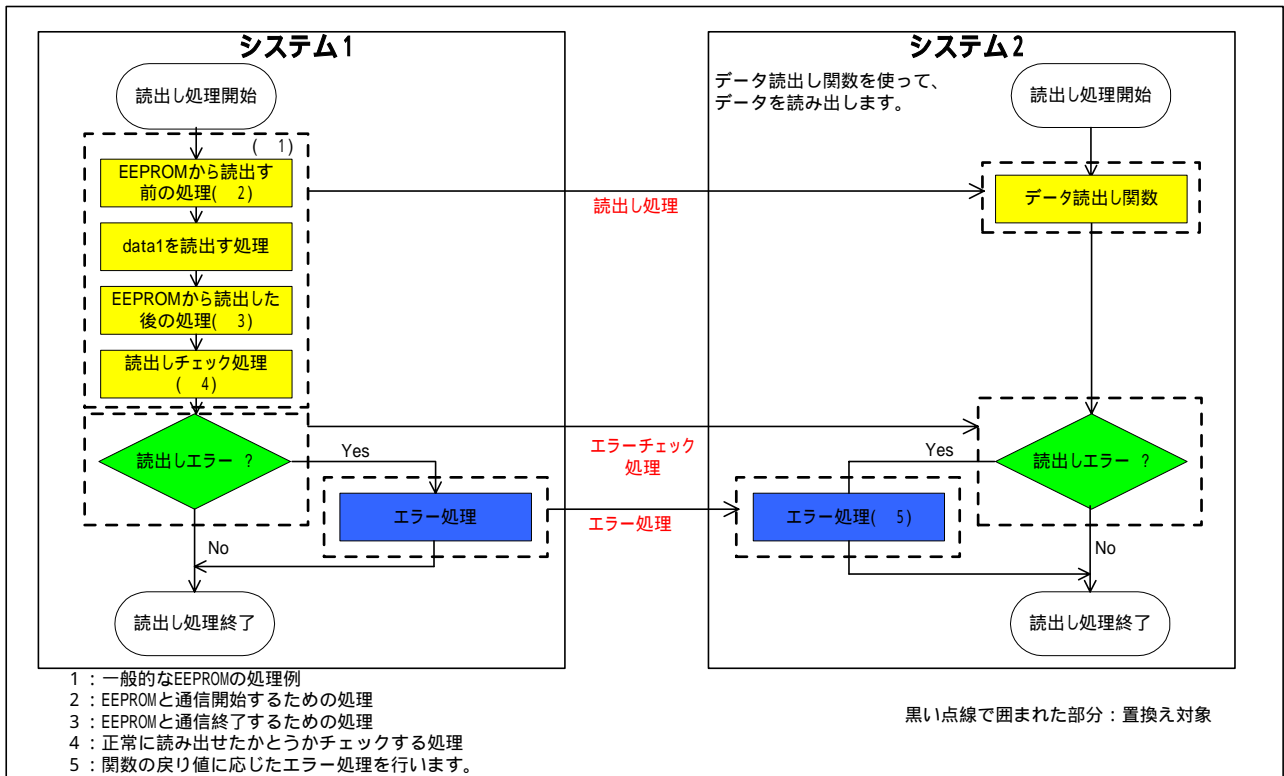 システム1
読出し処理開始
( 1)
EEPROMから読出す
前の処理( 2)
data1を読出す処理
EEPROMから読出した
後の処理( 3)
読出しチェック処理
( 4)
読出しエラー ?
Yes
エラー処理
No
読出し処理終了
読出し処理
エラーチェック
処理
エラー処理
システム2
データ読出し関数を使って、
データを読み出します。
読出し処理開始
データ読出し関数
読出しエラー ?
Yes
エラー処理( 5)
No
読出し処理終了
1 : 一般的なEEPROMの処理例
2 : EEPROMと通信開始するための処理
3 : EEPROMと通信終了するための処理
4 : 正常に読み出せたかとうかチェックする処理
5 : 関数の戻り値に応じたエラー処理を行います。
黒い点線で囲まれた部分 : 置換え対象